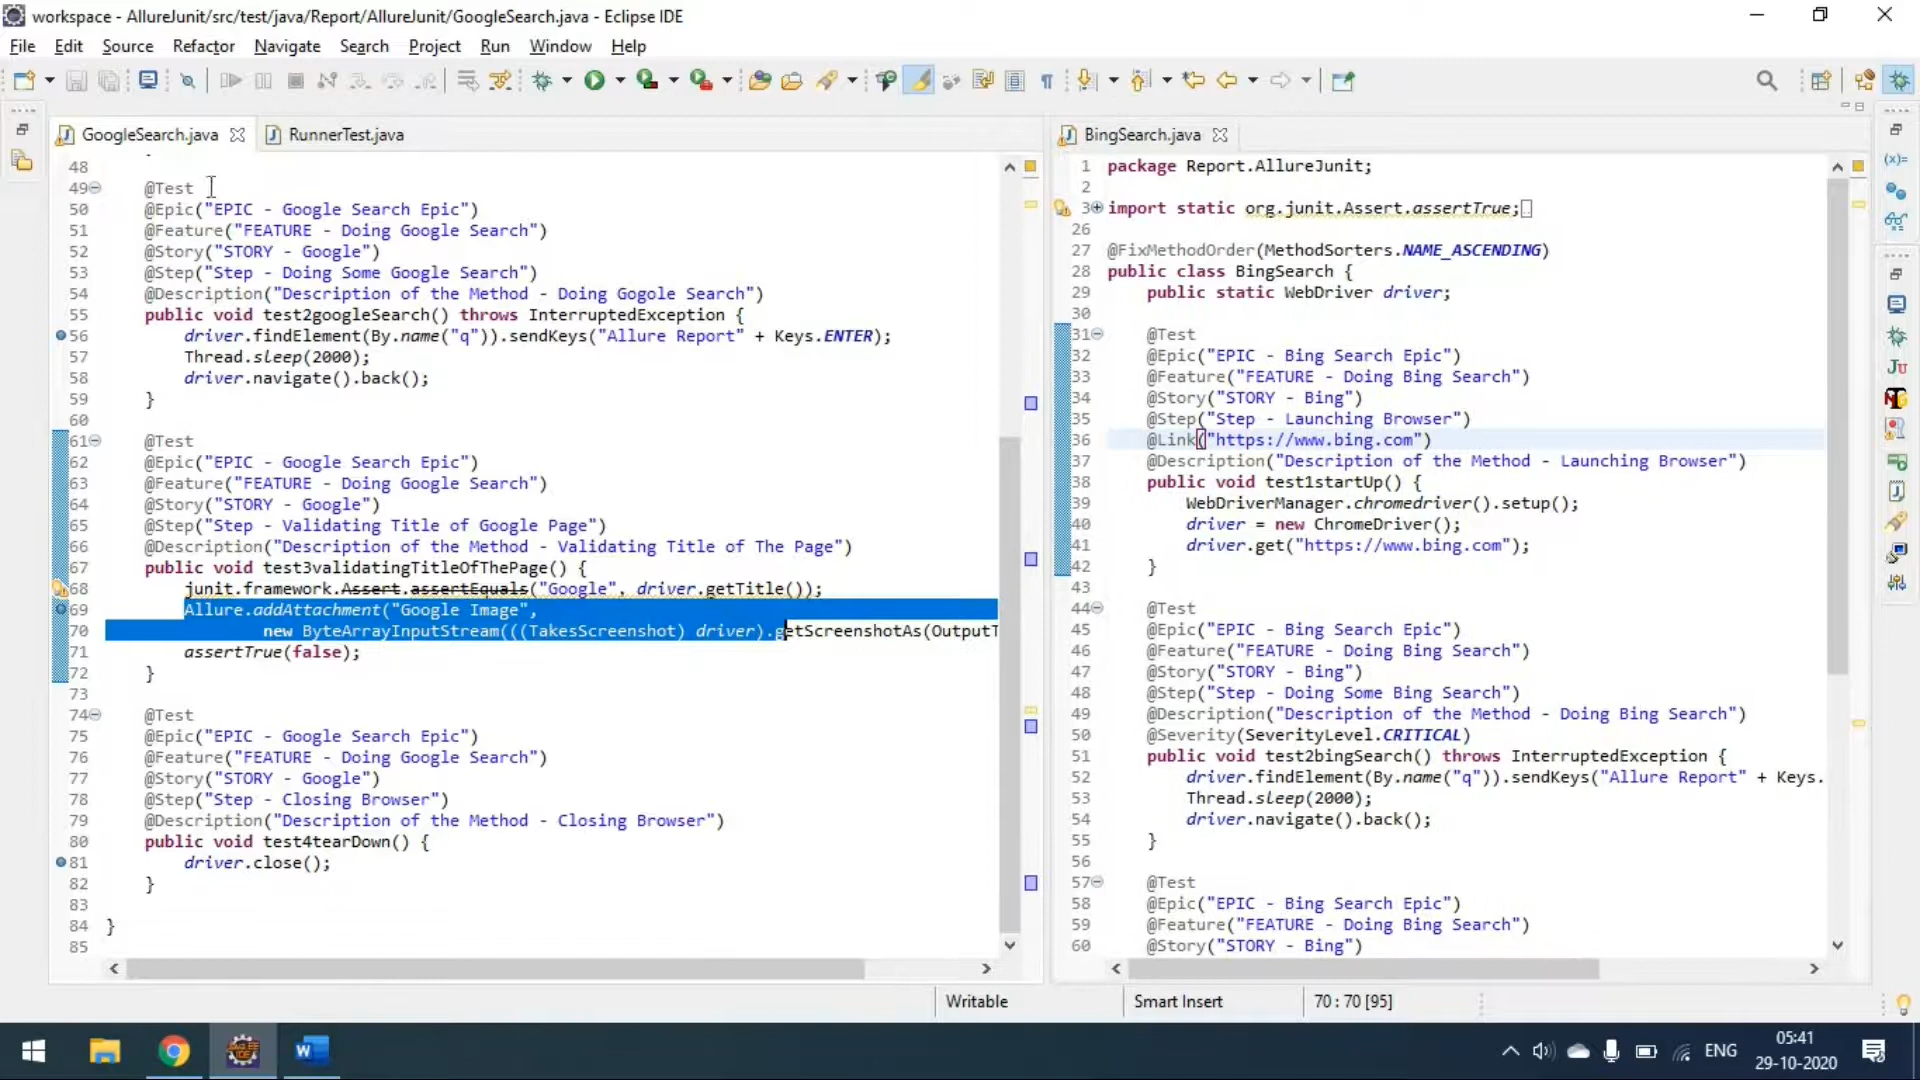 workspace - AllureJunit/src/test/java/Report/AllureJunit/GoogleSearch.java - Eclipse IDE
File Edit Source Refactor Navigate Search Project Run Window Help
GoogleSearch.java RunnerTest.java
48
49 @Test
50 @Epic("EPIC - Google Search Epic")
51 @Feature("FEATURE - Doing Google Search")
52 @Story("STORY - Google")
53 @Step("Step - Doing Some Google Search")
54 @Description("Description of the Method - Doing Gogole Search")
55 public void test2googleSearch() throws InterruptedException {
56 driver.findElement(By.name("q")).sendKeys("Allure Report" + Keys.ENTER);
57 Thread.sleep(2000);
58 driver.navigate().back();
59 }
60
61 @Test
62 @Epic("EPIC - Google Search Epic")
63 @Feature("FEATURE - Doing Google Search")
64 @Story("STORY - Google")
65 @Step("Step - Validating Title of Google Page")
66 @Description("Description of the Method - Validating Title of The Page")
67 public void test3validatingTitleOfThePage() {
68 junit.framework.Assert.assertEquals("Google", driver.getTitle());
69 Allure.addAttachment("Google Image",
70 new ByteArrayInputStream(((TakesScreenshot) driver).getScreenshotAs(OutputT
71 assertTrue(false);
72 }
73
74 @Test
75 @Epic("EPIC - Google Search Epic")
76 @Feature("FEATURE - Doing Google Search")
77 @Story("STORY - Google")
78 @Step("Step - Closing Browser")
79 @Description("Description of the Method - Closing Browser")
80 public void test4tearDown() {
81 driver.close();
82 }
83
84 }
85
BingSearch.java
1 package Report.AllureJunit;
2
3 import static org.junit.Assert.assertTrue;
26
27 @FixMethodOrder(MethodSorters.NAME_ASCENDING)
28 public class BingSearch {
29 public static WebDriver driver;
30
31 @Test
32 @Epic("EPIC - Bing Search Epic")
33 @Feature("FEATURE - Doing Bing Search")
34 @Story("STORY - Bing")
35 @Step("Step - Launching Browser")
36 @Link("https://www.bing.com")
37 @Description("Description of the Method - Launching Browser")
38 public void test1startUp() {
39 WebDriverManager.chromedriver().setup();
40 driver = new ChromeDriver();
41 driver.get("https://www.bing.com");
42 }
43
44 @Test
45 @Epic("EPIC - Bing Search Epic")
46 @Feature("FEATURE - Doing Bing Search")
47 @Story("STORY - Bing")
48 @Step("Step - Doing Some Bing Search")
49 @Description("Description of the Method - Doing Bing Search")
50 @Severity(SeverityLevel.CRITICAL)
51 public void test2bingSearch() throws InterruptedException {
52 driver.findElement(By.name("q")).sendKeys("Allure Report" + Keys.
53 Thread.sleep(2000);
54 driver.navigate().back();
55 }
56
57 @Test
58 @Epic("EPIC - Bing Search Epic")
59 @Feature("FEATURE - Doing Bing Search")
60 @Story("STORY - Bing")
Writable Smart Insert 70 : 70 [95]
ENG
05:41
29-10-2020